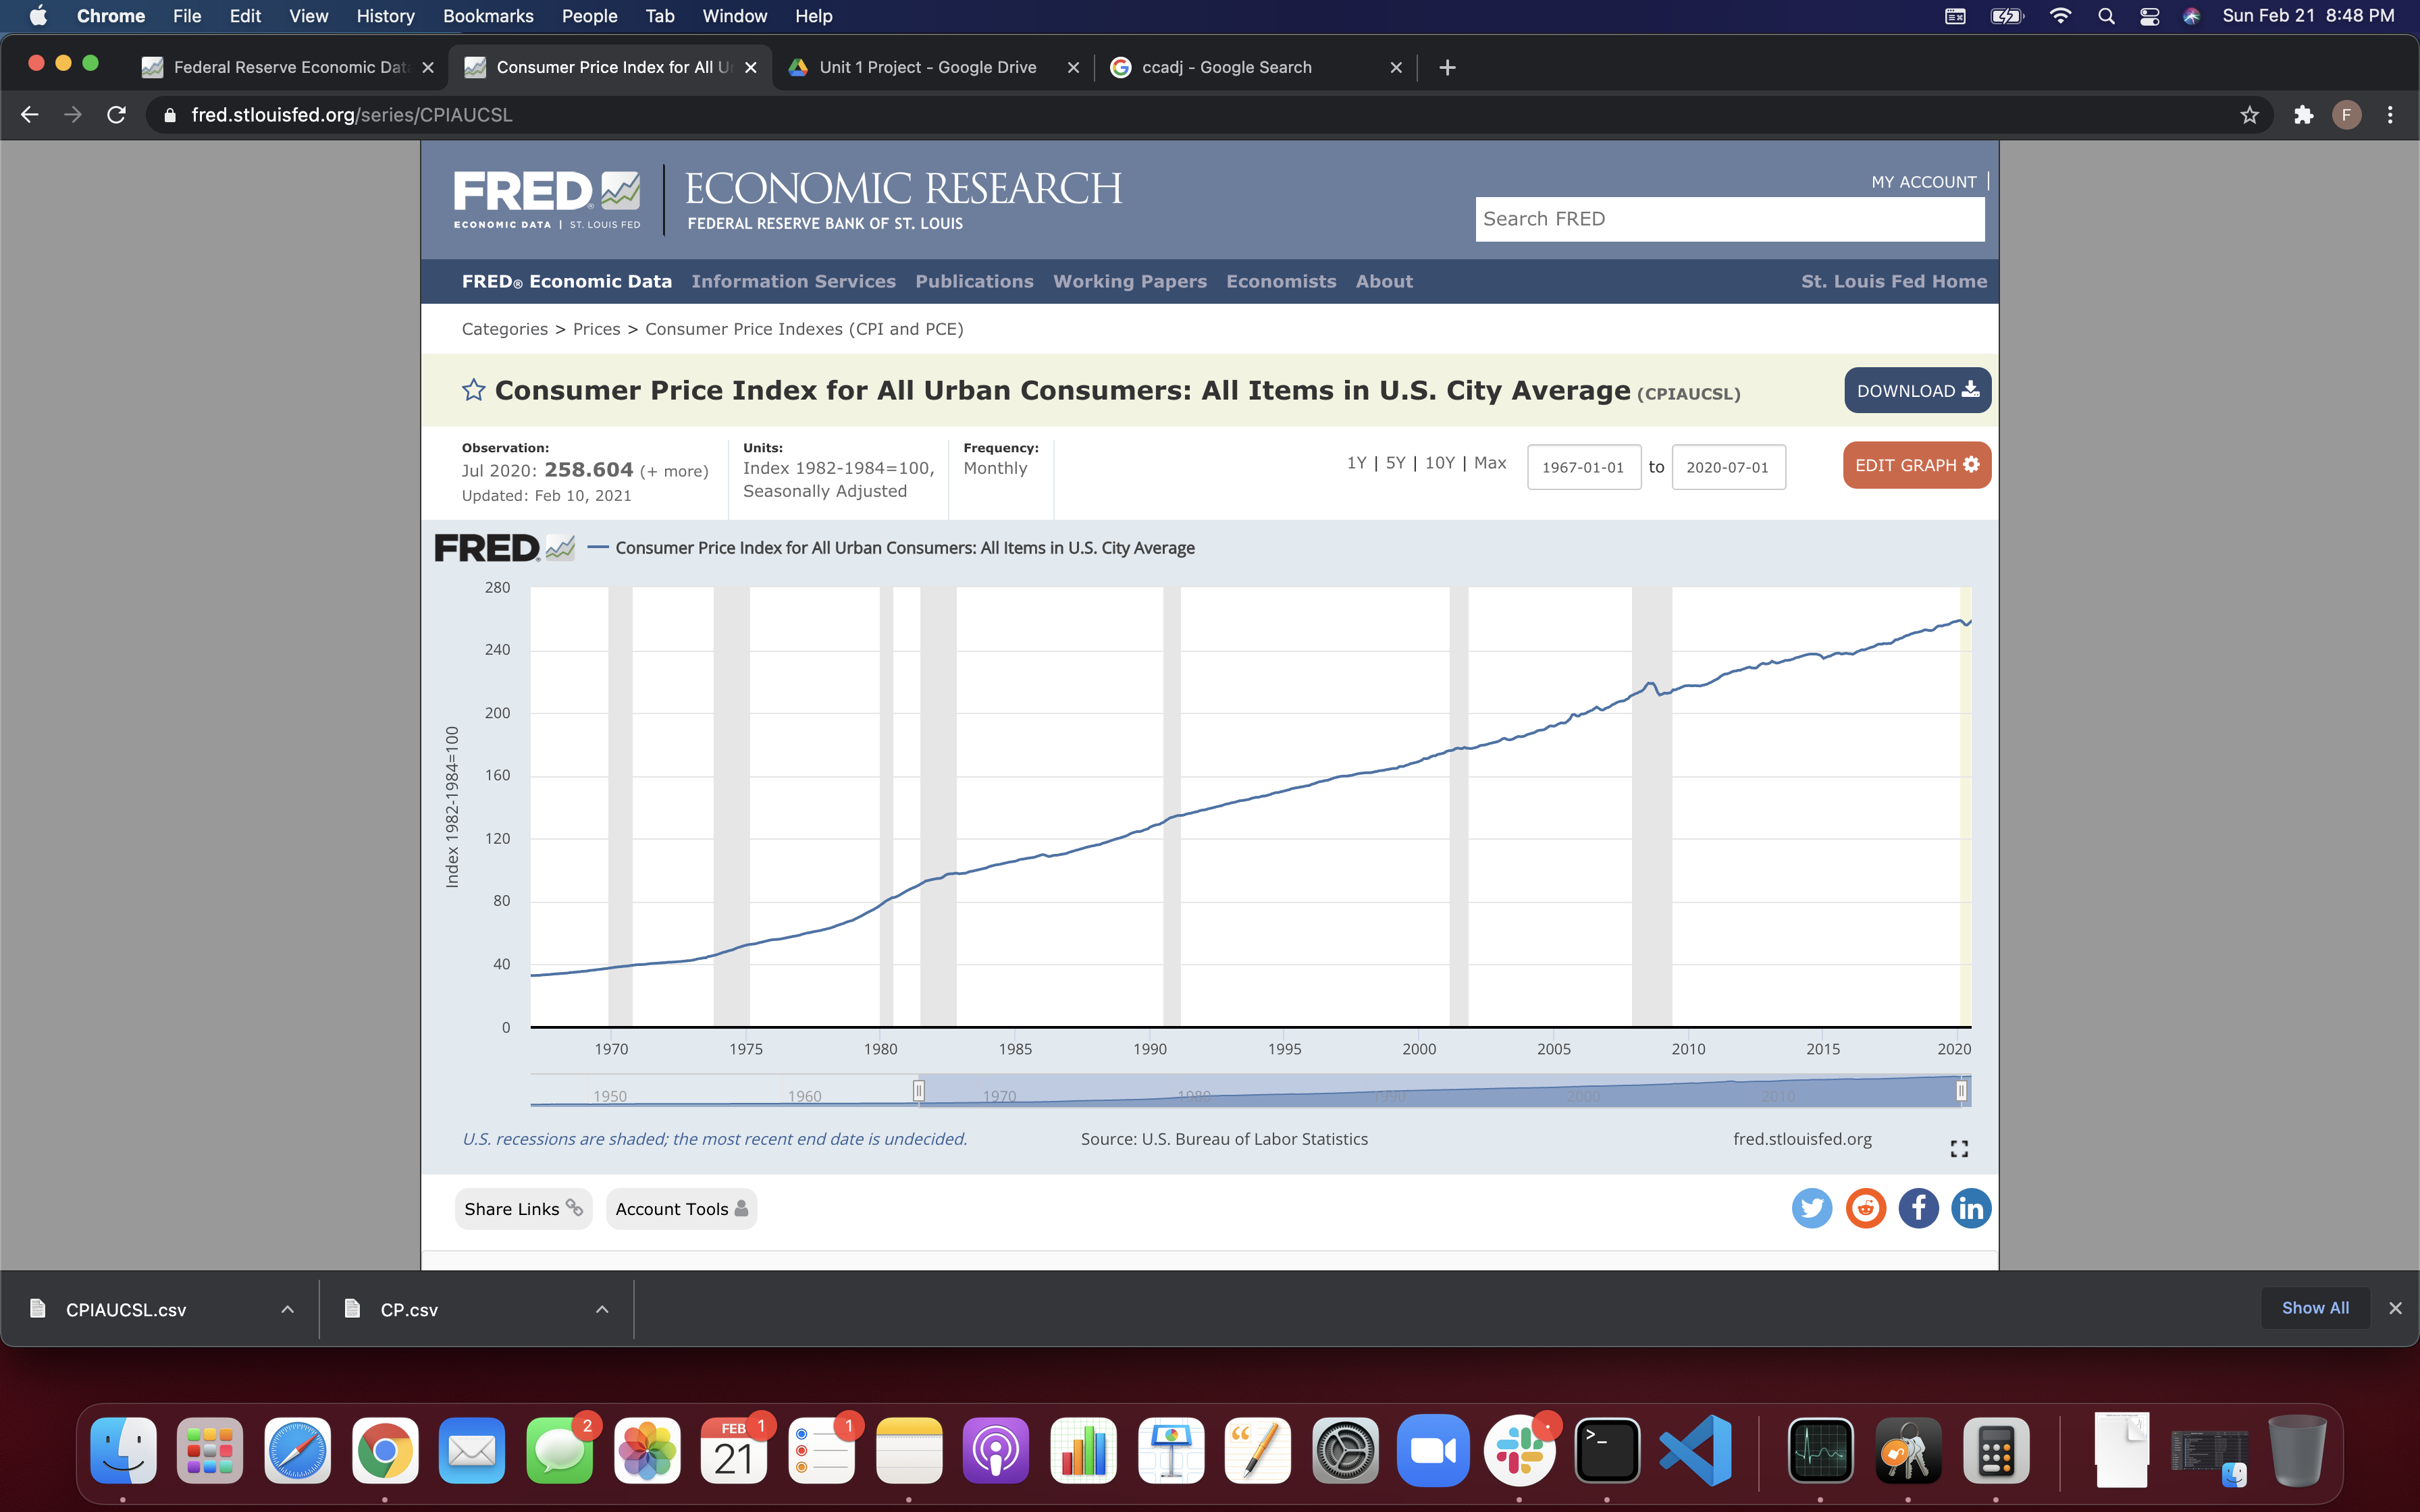 Chrome File Edit View History Bookmarks People Tab Window Help Sun Feb 21 8:48 PM
Federal Reserve Economic Dat Consumer Price Index for All U Unit 1 Project - Google Drive ccadj - Google Search
fred.stlouisfed.org/series/CPIAUCSL F
MY ACCOUNT
FRED® ECONOMIC RESEARCH
Search FRED
ECONOMIC DATA | ST. LOUIS FED FEDERAL RESERVE BANK OF ST. LOUIS
FRED® Economic Data Information Services Publications Working Papers Economists About St. Louis Fed Home
Categories > Prices > Consumer Price Indexes (CPI and PCE)
Consumer Price Index for All Urban Consumers: All Items in U.S. City Average (CPIAUCSL) DOWNLOAD
Observation: Units: Frequency:
Jul 2020: 258.604 (+ more) Index 1982-1984=100, Monthly 1Y | 5Y | 10Y | Max 1967-01-01 to 2020-07-01 EDIT GRAPH
Updated: Feb 10, 2021 Seasonally Adjusted
FRED Consumer Price Index for All Urban Consumers: All Items in U.S. City Average
280
240
200
160
120
80
40
0
Index 1982-1984=100
1970 1975 1980 1985 1990 1995 2000 2005 2010 2015 2020
1950 1960 1970 1980 1990 2000 2010
U.S. recessions are shaded; the most recent end date is undecided. Source: U.S. Bureau of Labor Statistics fred.stlouisfed.org
Share Links Account Tools
CPIAUCSL.csv CP.csv Show All
2 FEB 1 1
21